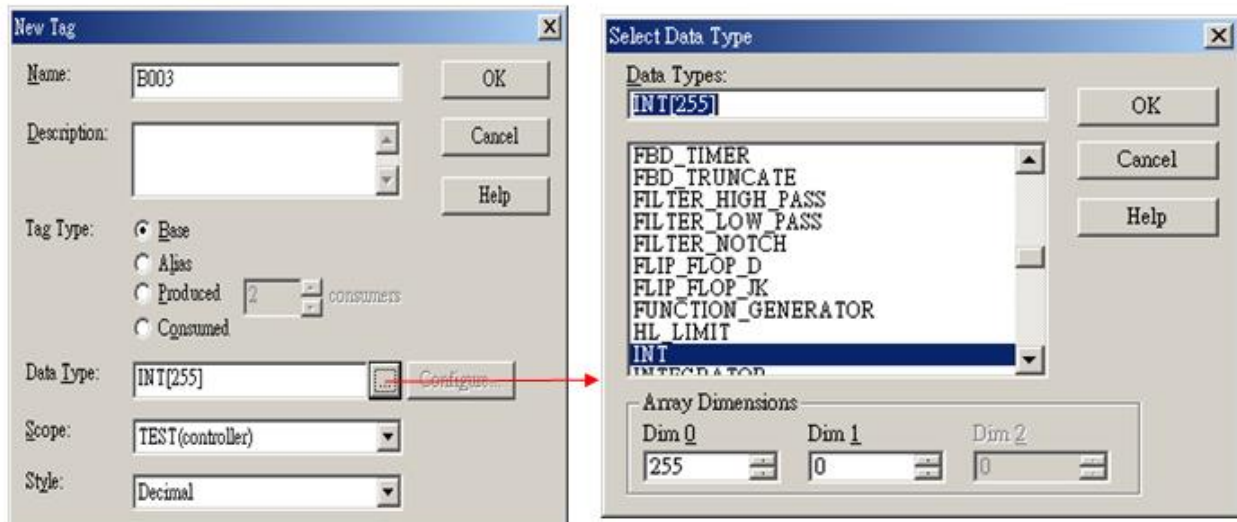 New Tag
Name:
B003
OK
Description:
Cancel
Help
Tag Type:
Base
Alias
Produced
2
consumers
Consumed
Data Type:
INT[255]
...
Configure...
Scope:
TEST(controller)
Style:
Decimal
Select Data Type
Data Types:
INT[255]
OK
Cancel
Help
FBD_TIMER
FBD_TRUNCATE
FILTER_HIGH_PASS
FILTER_LOW_PASS
FILTER_NOTCH
FLIP_FLOP_D
FLIP_FLOP_JK
FUNCTION_GENERATOR
HL_LIMIT
INT
INTEGRATOR
Array Dimensions
Dim 0
Dim 1
Dim 2
255
0
0